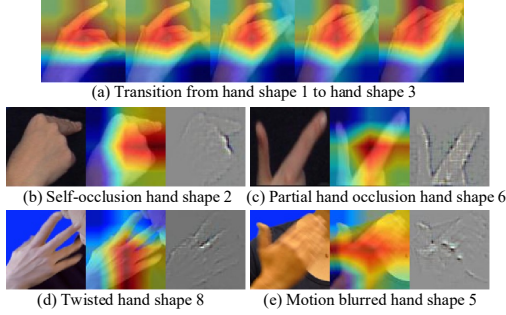 (a) Transition from hand shape 1 to hand shape 3
(b) Self-occlusion hand shape 2 (c) Partial hand occlusion hand shape 6
(d) Twisted hand shape 8 (e) Motion blurred hand shape 5